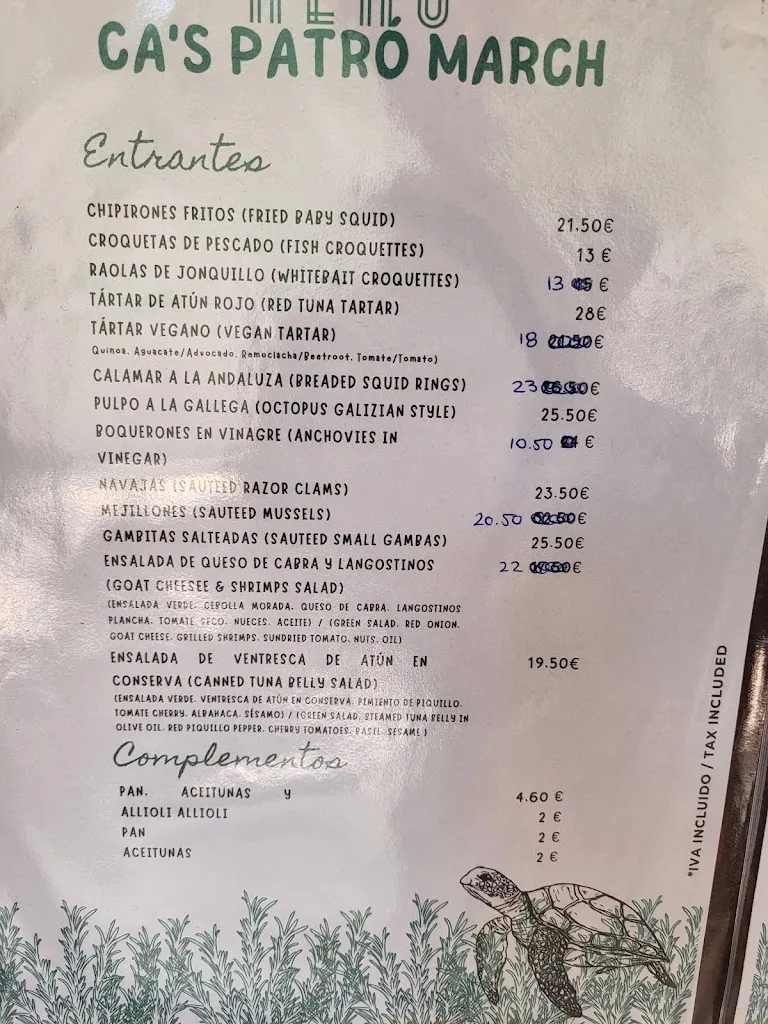 MENÚ
CA'S PATRÓ MARCH
Entrantes
CHIPIRONES FRITOS (FRIED BABY SQUID) 21.50€
CROQUETAS DE PESCADO (FISH CROQUETTES) 13 €
RAOLAS DE JONQUILLO (WHITEBAIT CROQUETTES) 13 €
TÁRTAR DE ATÚN ROJO (RED TUNA TARTAR) 28€
TÁRTAR VEGANO (VEGAN TARTAR) 18 €
Quinoa, Aguacate/Advocado, Remoclacha/Beetroot, Tomate/Tomato)
CALAMAR A LA ANDALUZA (BREADED SQUID RINGS) 23 €
PULPO A LA GALLEGA (OCTOPUS GALIZIAN STYLE) 25.50€
BOQUERONES EN VINAGRE (ANCHOVIES IN 10.50 €
VINEGAR)
NAVAJAS (SAUTEED RAZOR CLAMS) 23.50€
MEJILLONES (SAUTEED MUSSELS) 20.50 €
GAMBITAS SALTEADAS (SAUTEED SMALL GAMBAS) 25.50€
ENSALADA DE QUESO DE CABRA Y LANGOSTINOS 22 €
(GOAT CHEESEE & SHRIMPS SALAD)
(ENSALADA VERDE, CEBOLLA MORADA, QUESO DE CABRA, LANGOSTINOS
PLANCHA, TOMATE SECO, NUECES, ACEITE) / (GREEN SALAD, RED ONION,
GOAT CHEESE, GRILLED SHRIMPS, SUNDRIED TOMATO, NUTS, OIL)
ENSALADA DE VENTRESCA DE ATÚN EN 19.50€
CONSERVA (CANNED TUNA BELLY SALAD)
(ENSALADA VERDE, VENTRESCA DE ATÚN EN CONSERVA, PIMIENTO DE PIQUILLO,
TOMATE CHERRY, ALBAHACA, SÉSAMO) / (GREEN SALAD, STEAMED TUNA BELLY IN
OLIVE OIL, RED PIQUILLO PEPPER, CHERRY TOMATOES, BASIL, SESAME )
Complementos
PAN, ACEITUNAS Y 4.60 €
ALLIOLI ALLIOLI 2 €
PAN 2 €
ACEITUNAS 2 €
*IVA INCLUIDO / TAX INCLUDED